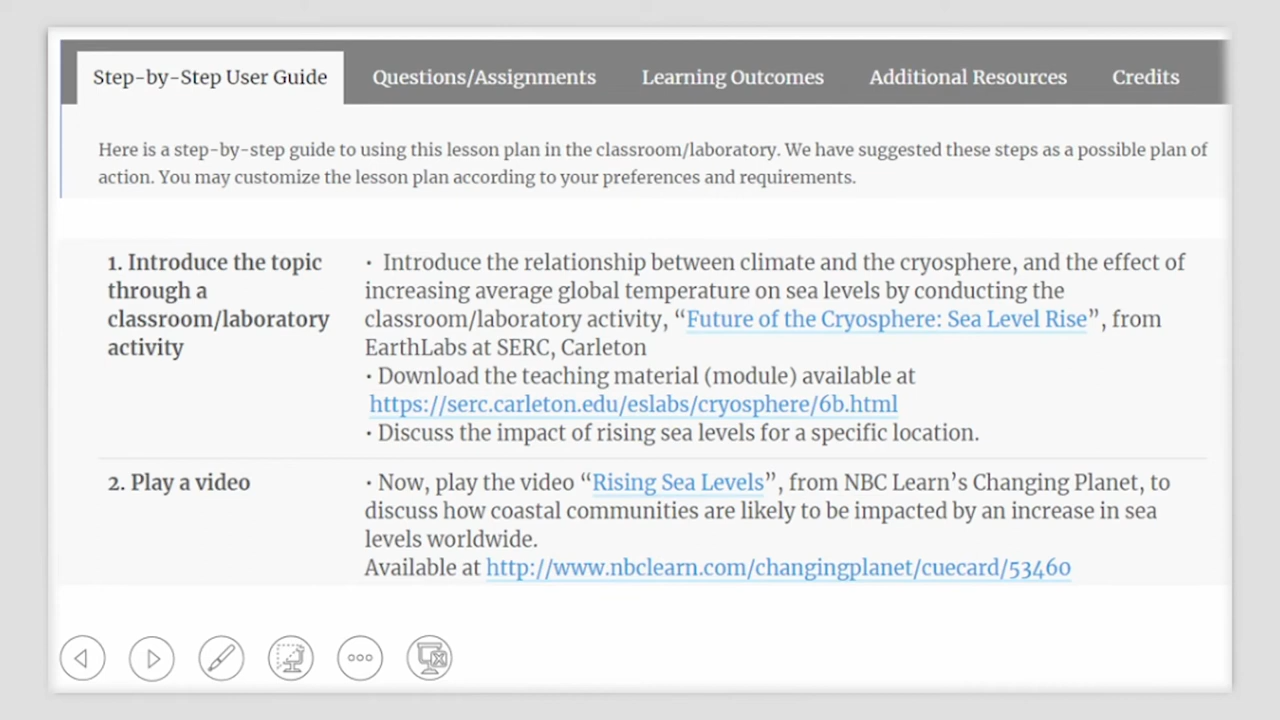 Step-by-Step User Guide Questions/Assignments Learning Outcomes Additional Resources Credits
Here is a step-by-step guide to using this lesson plan in the classroom/laboratory. We have suggested these steps as a possible plan of
action. You may customize the lesson plan according to your preferences and requirements.
1. Introduce the topic
through a
classroom/laboratory
activity
· Introduce the relationship between climate and the cryosphere, and the effect of
increasing average global temperature on sea levels by conducting the
classroom/laboratory activity, “Future of the Cryosphere: Sea Level Rise”, from
EarthLabs at SERC, Carleton
· Download the teaching material (module) available at
https://serc.carleton.edu/eslabs/cryosphere/6b.html
· Discuss the impact of rising sea levels for a specific location.
2. Play a video
· Now, play the video “Rising Sea Levels”, from NBC Learn’s Changing Planet, to
discuss how coastal communities are likely to be impacted by an increase in sea
levels worldwide.
Available at http://www.nbclearn.com/changingplanet/cuecard/53460